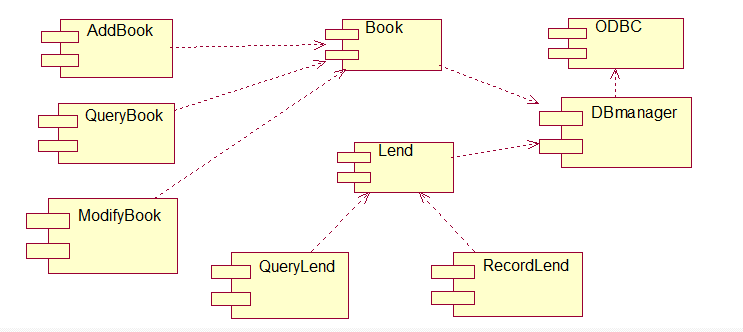 AddBook
Book
ODBC
QueryBook
DBmanager
Lend
ModifyBook
QueryLend
RecordLend